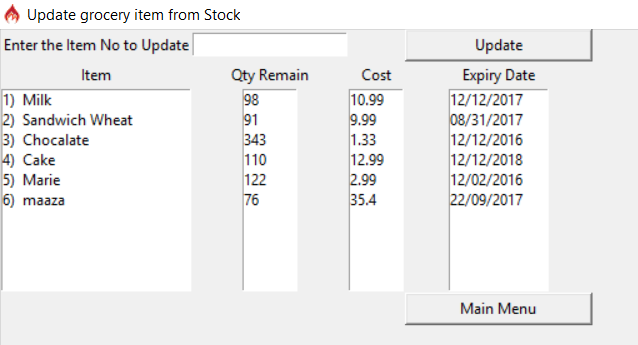 Update grocery item from Stock
Enter the Item No to Update Update
Item Qty Remain Cost Expiry Date
1) Milk 98 10.99 12/12/2017
2) Sandwich Wheat 91 9.99 08/31/2017
3) Chocalate 343 1.33 12/12/2016
4) Cake 110 12.99 12/12/2018
5) Marie 122 2.99 12/02/2016
6) maaza 76 35.4 22/09/2017
Main Menu